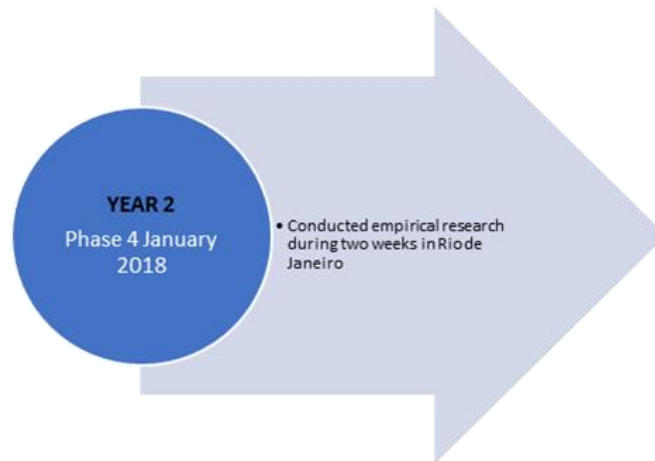 YEAR 2
Phase 4 January
2018
• Conducted empirical research
during two weeks in Rio de
Janeiro